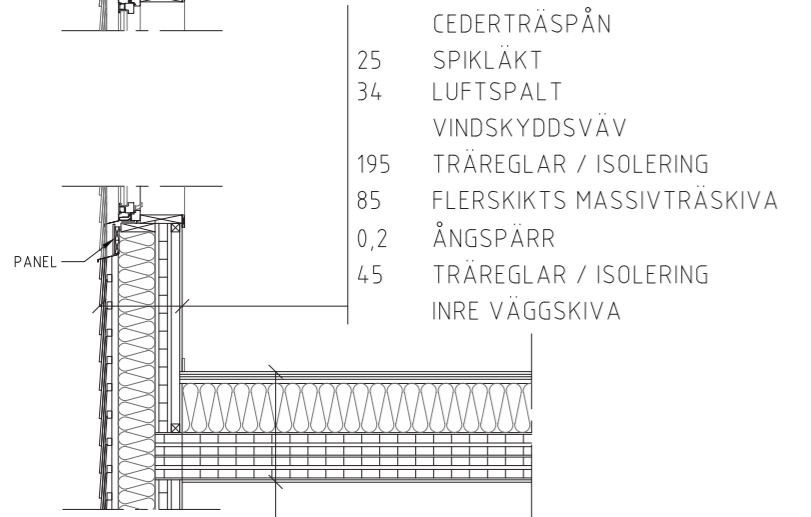 CEDERTRÄSPÅN
25 SPIKLÄKT
34 LUFTSPALT
VINDSKYDDSVÄV
195 TRÄREGLAR / ISOLERING
85 FLERSKIKTS MASSIVTRÄSKIVA
0,2 ÅNGSPÄRR
45 TRÄREGLAR / ISOLERING
INRE VÄGGSKIVA
PANEL